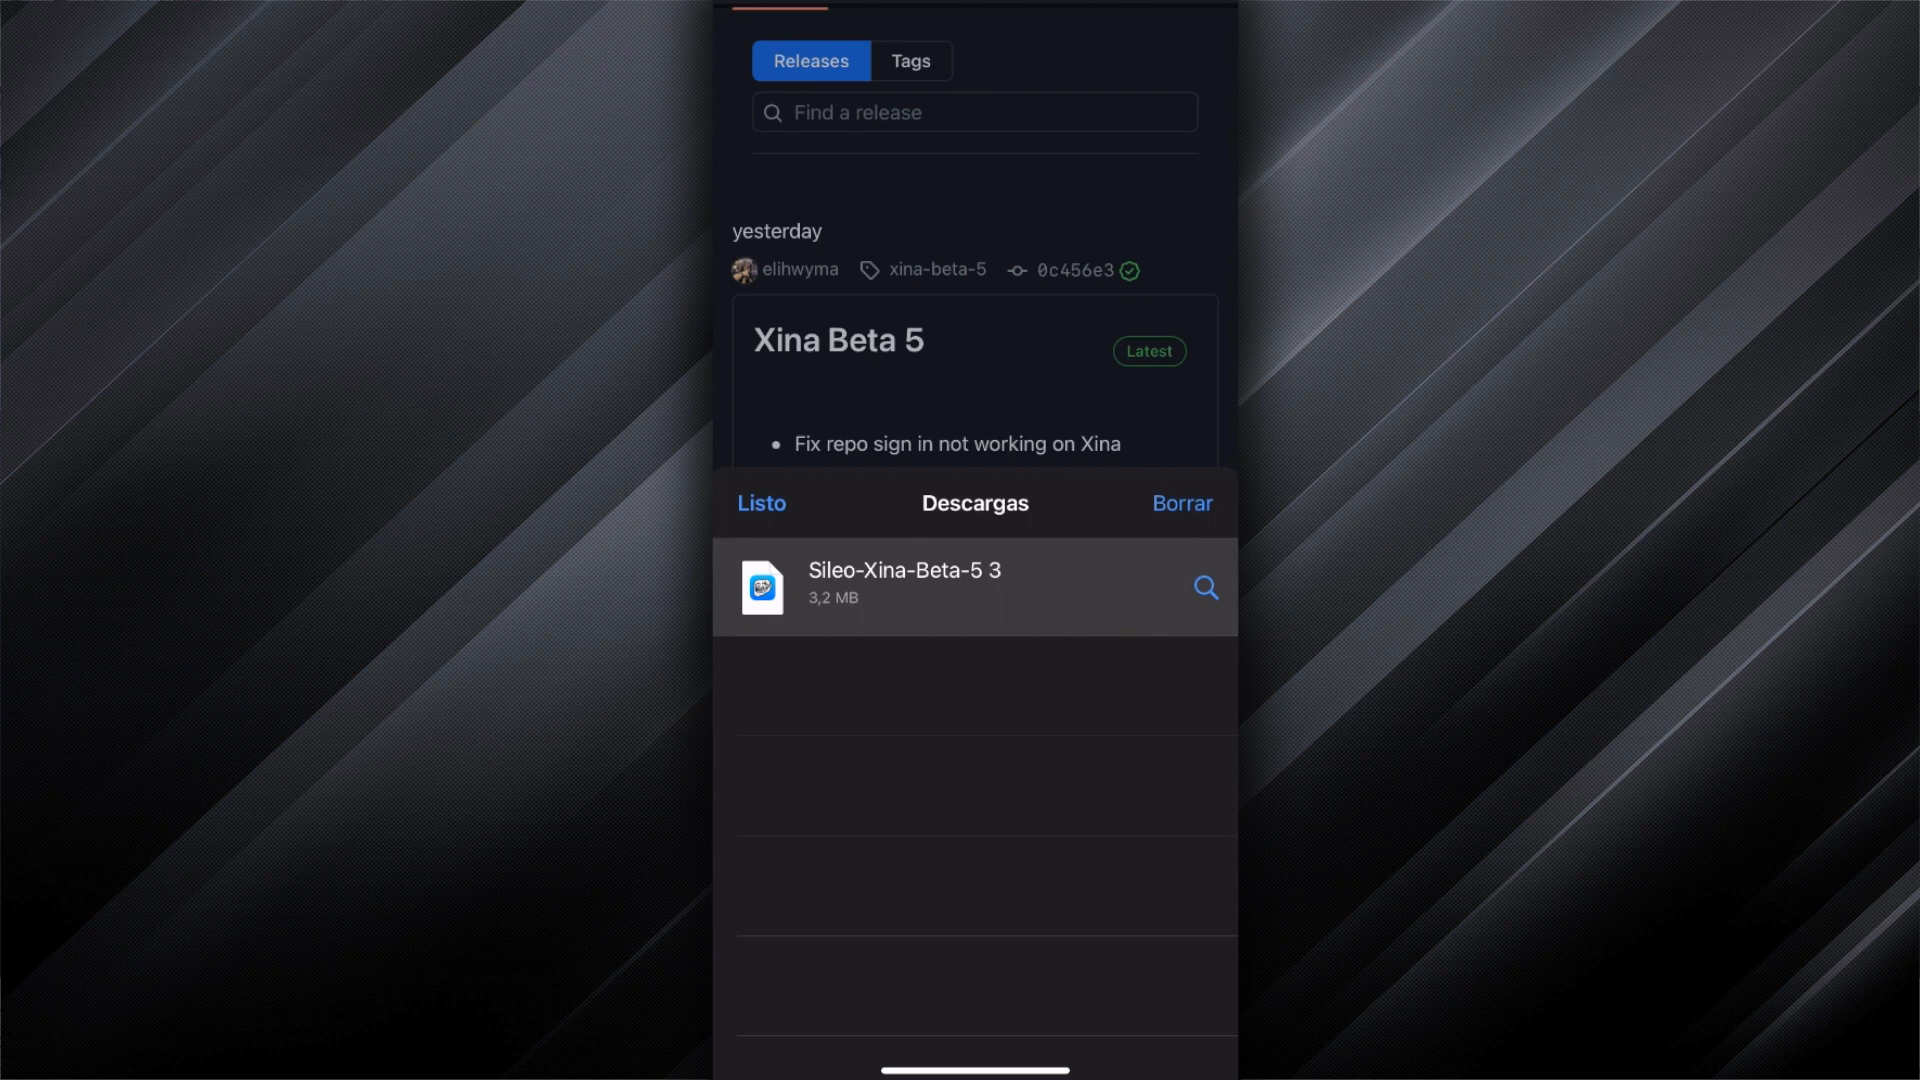 Releases
Tags
Find a release
yesterday
elihwyma
xina-beta-5
0c456e3
Xina Beta 5
Latest
• Fix repo sign in not working on Xina
Listo
Descargas
Borrar
Sileo-Xina-Beta-5 3
3,2 MB